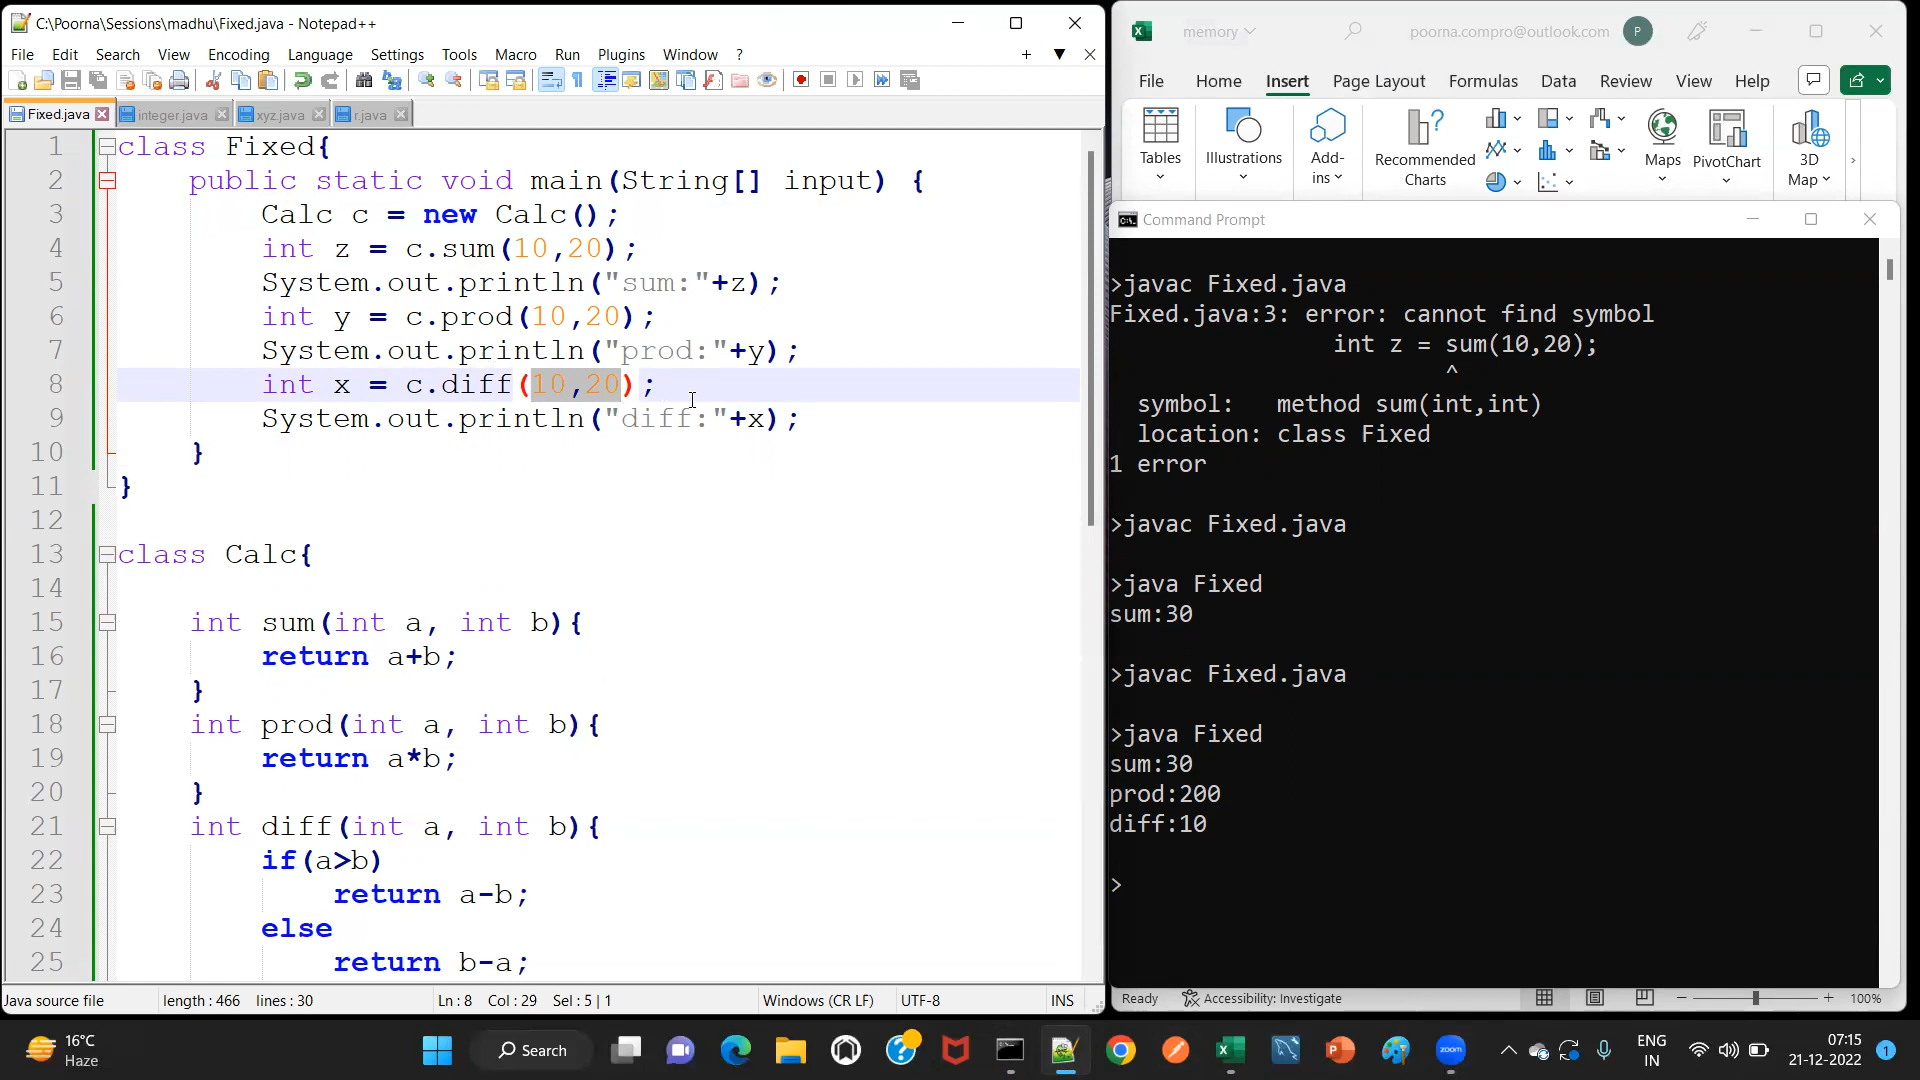 C:\Poorna\Sessions\madhu\Fixed.java - Notepad++
File Edit Search View Encoding Language Settings Tools Macro Run Plugins Window ?
Fixed.java integer.java xyz.java r.java
1 class Fixed{
2 public static void main(String[] input) {
3 Calc c = new Calc();
4 int z = c.sum(10,20);
5 System.out.println("sum:"+z);
6 int y = c.prod(10,20);
7 System.out.println("prod:"+y);
8 int x = c.diff(10,20);
9 System.out.println("diff:"+x);
10 }
11 }
12
13 class Calc{
14
15 int sum(int a, int b){
16 return a+b;
17 }
18 int prod(int a, int b){
19 return a*b;
20 }
21 int diff(int a, int b){
22 if(a>b)
23 return a-b;
24 else
25 return b-a;
Java source file length : 466 lines : 30 Ln : 8 Col : 29 Sel : 5 | 1 Windows (CR LF) UTF-8 INS
memory poorna.compro@outlook.com P
File Home Insert Page Layout Formulas Data Review View Help
Tables Illustrations Add-ins Recommended Charts Maps PivotChart 3D Map
Command Prompt
>javac Fixed.java
Fixed.java:3: error: cannot find symbol
int z = sum(10,20);
^
symbol: method sum(int,int)
location: class Fixed
1 error
>javac Fixed.java
>java Fixed
sum:30
>javac Fixed.java
>java Fixed
sum:30
prod:200
diff:10
>
Ready Accessibility: Investigate 100%
16°C
Haze
Search
zoom
ENG
IN
07:15
21-12-2022
1